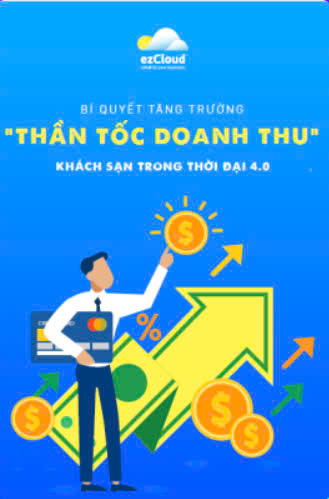 ezCloud
BÍ QUYẾT TĂNG TRƯỞNG
"THẦN TỐC DOANH THU"
KHÁCH SẠN TRONG THỜI ĐẠI 4.0
%
$
$
$
$